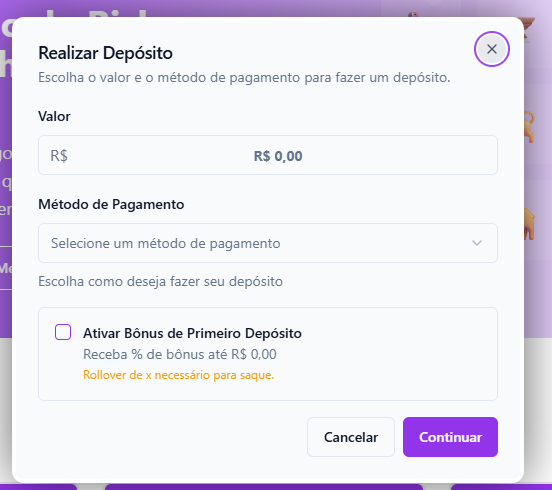 Realizar Depósito
Escolha o valor e o método de pagamento para fazer um depósito.
Valor
R$ R$ 0,00
Método de Pagamento
Selecione um método de pagamento
Escolha como deseja fazer seu depósito
Ativar Bônus de Primeiro Depósito
Receba % de bônus até R$ 0,00
Rollover de x necessário para saque.
Cancelar Continuar